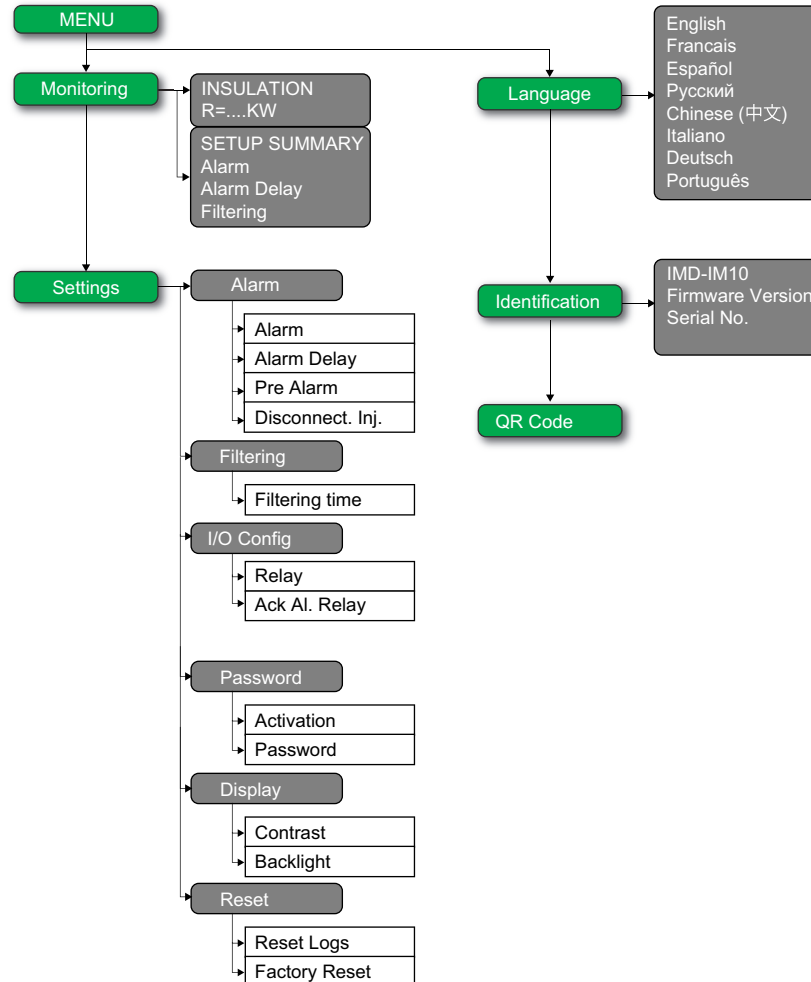 MENU
Monitoring
INSULATION
R=....KW
SETUP SUMMARY
Alarm
Alarm Delay
Filtering
Settings
Alarm
Alarm
Alarm Delay
Pre Alarm
Disconnect. Inj.
Filtering
Filtering time
I/O Config
Relay
Ack Al. Relay
Password
Activation
Password
Display
Contrast
Backlight
Reset
Reset Logs
Factory Reset
Language
English
Francais
Español
Русский
Chinese (中文)
Italiano
Deutsch
Português
Identification
IMD-IM10
Firmware Version
Serial No.
QR Code